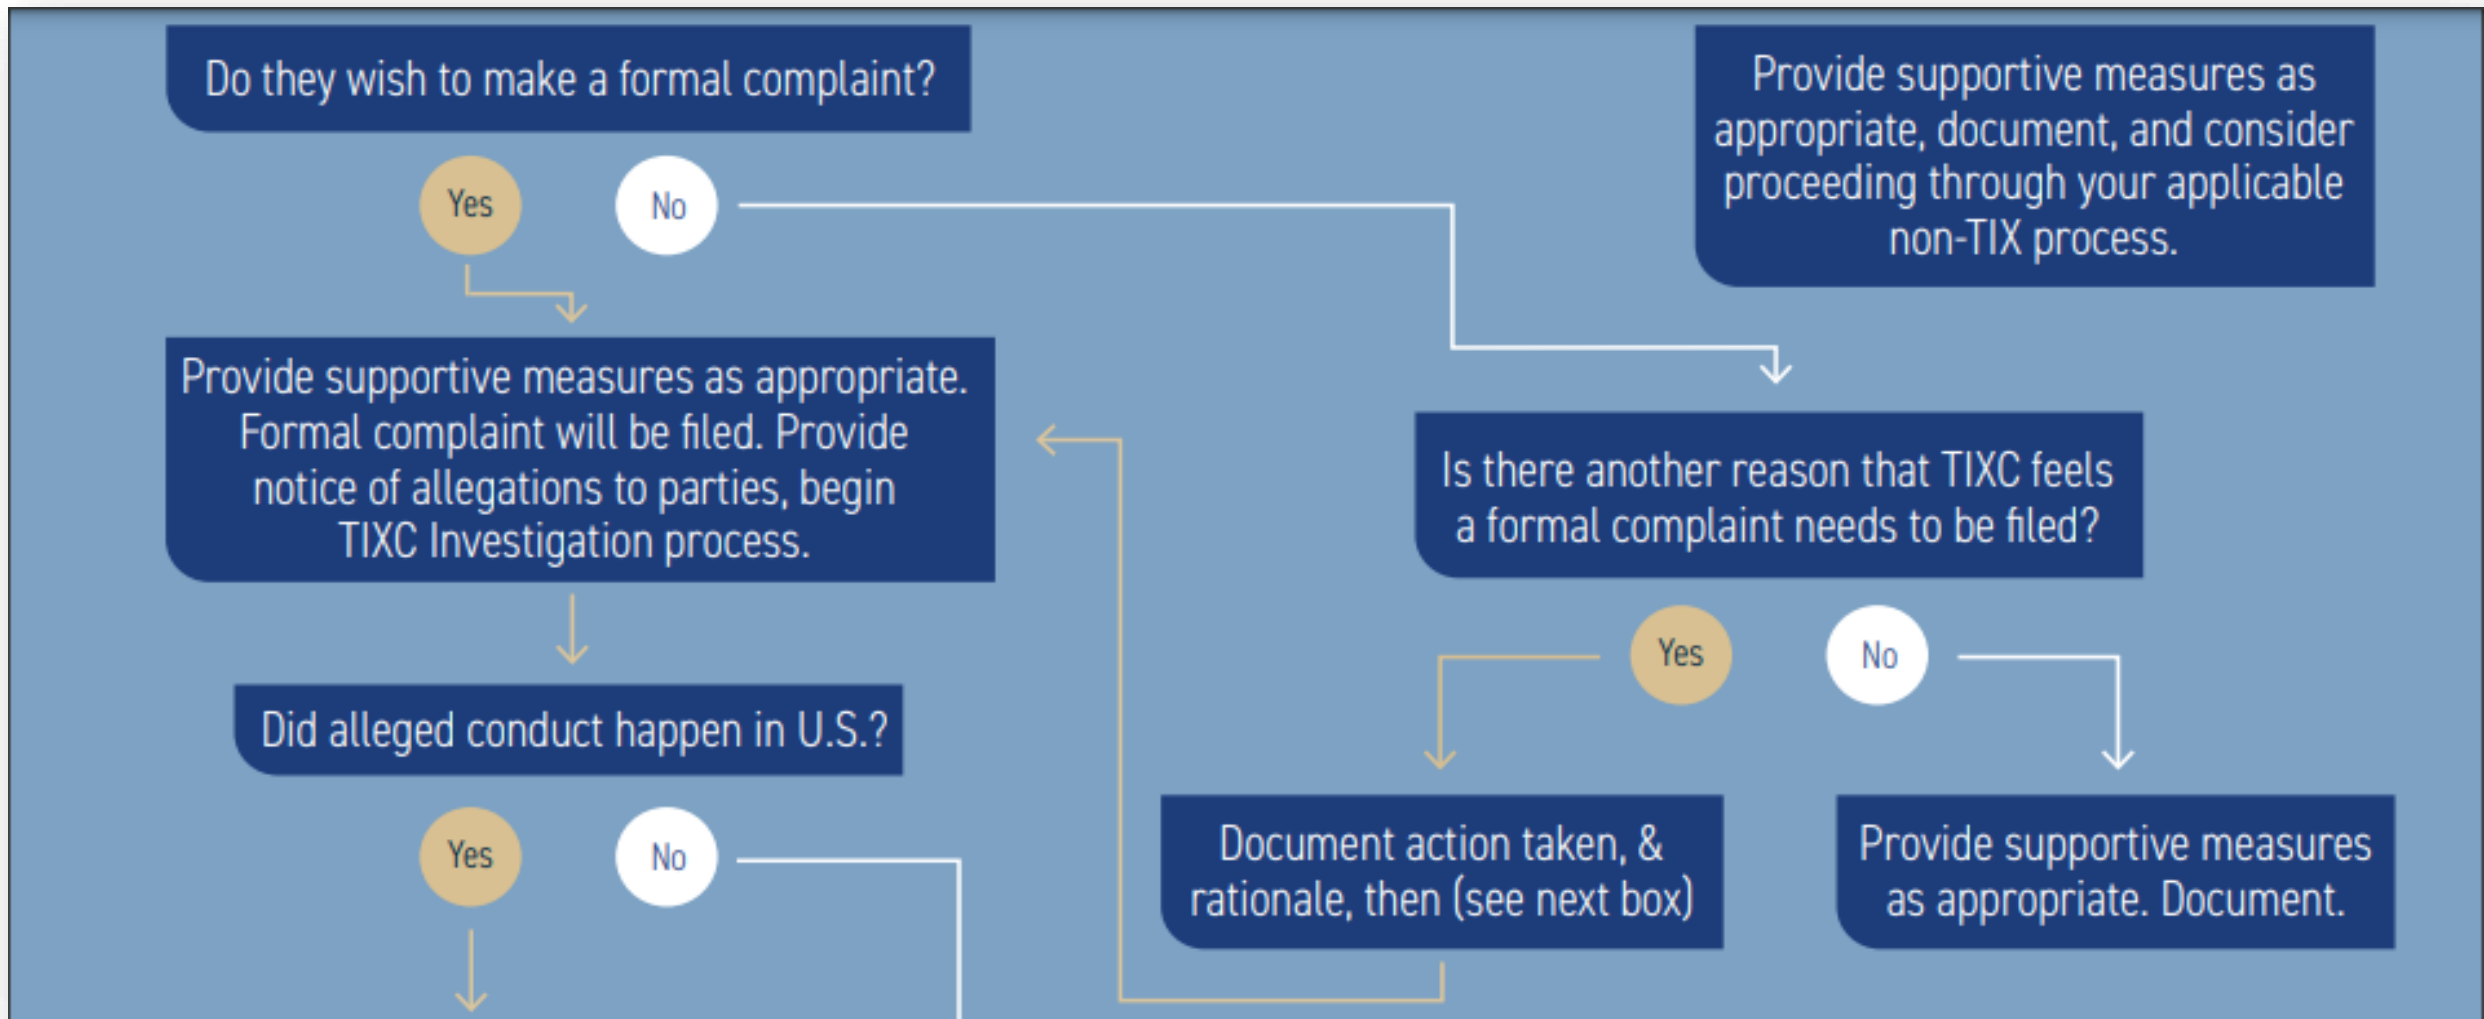 Do they wish to make a formal complaint?
Yes
No
Provide supportive measures as
appropriate, document, and consider
proceeding through your applicable
non-TIX process.
Provide supportive measures as appropriate.
Formal complaint will be filed. Provide
notice of allegations to parties, begin
TIXC Investigation process.
Is there another reason that TIXC feels
a formal complaint needs to be filed?
Yes
No
Did alleged conduct happen in U.S.?
Yes
No
Document action taken, &
rationale, then (see next box)
Provide supportive measures
as appropriate. Document.